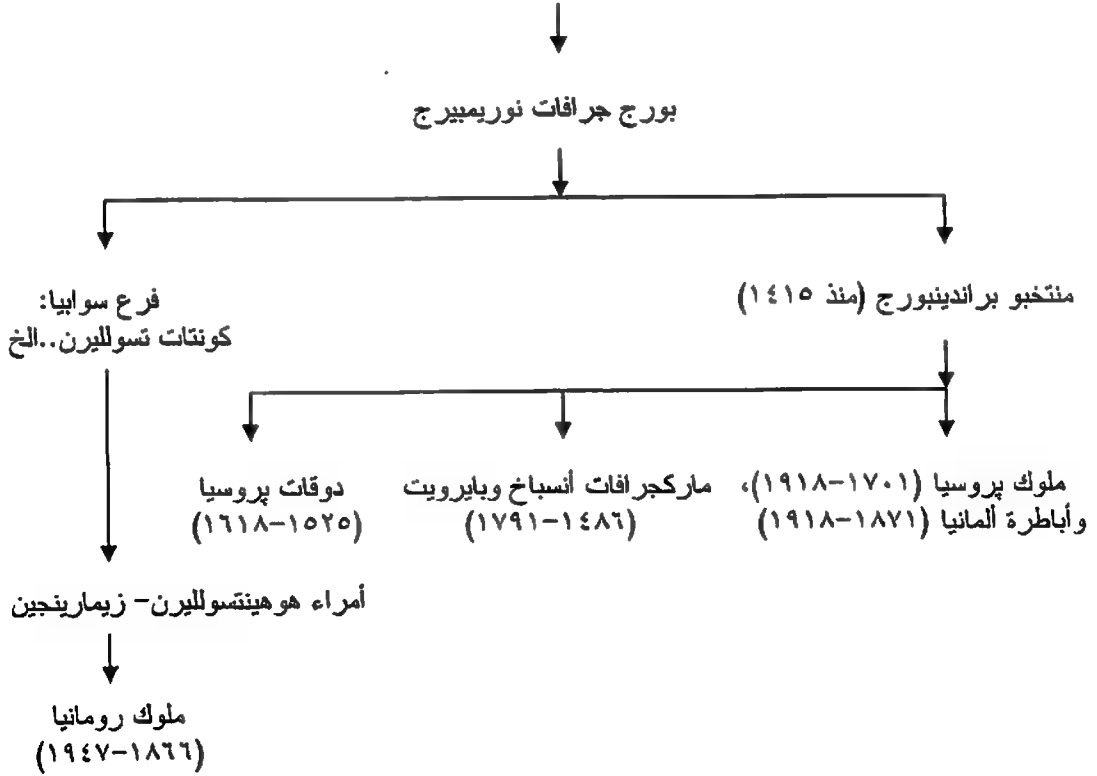 بورج جرافات نوريمبيرج
منتخبو براندينبورج (منذ ١٤١٥)
فرع سوابيا:
كونتات تسولليرن..الخ
ملوك پروسيا (١٧٠١-١٩١٨)،
وأباطرة ألمانيا (١٨٧١-١٩١٨)
ماركجرافات أنسباخ وبايرويت
(١٤٨٦-١٧٩١)
دوقات پروسيا
(١٥٢٥-١٦١٨)
أمراء هوهينتسولليرن- زيمارينجين
ملوك رومانيا
(١٨٦٦-١٩٤٧)